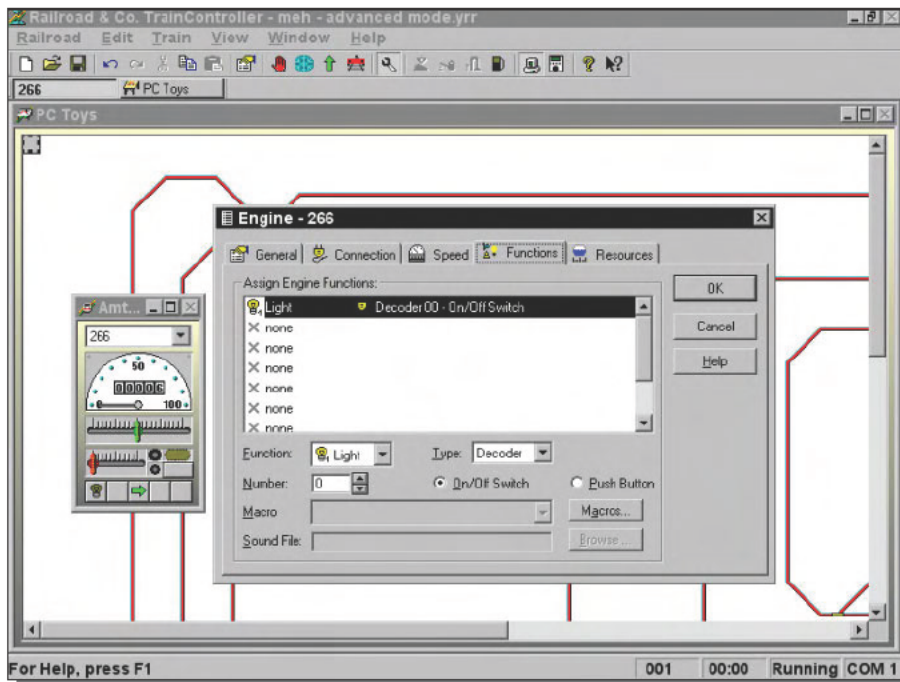 Railroad & Co. TrainController - meh - advanced mode.yrr
Railroad Edit Train View Window Help
266 PC Toys
PC Toys
Engine - 266
General Connection Speed Functions Resources
Assign Engine Functions:
Light Decoder 00 - On/Off Switch
none
none
none
none
none
none
OK
Cancel
Help
Function: Light Type: Decoder
Number: 0 On/Off Switch Push Button
Macro Macros...
Sound File: Browse ...
Amt...
266
50
0 100
For Help, press F1 001 00:00 Running COM 1